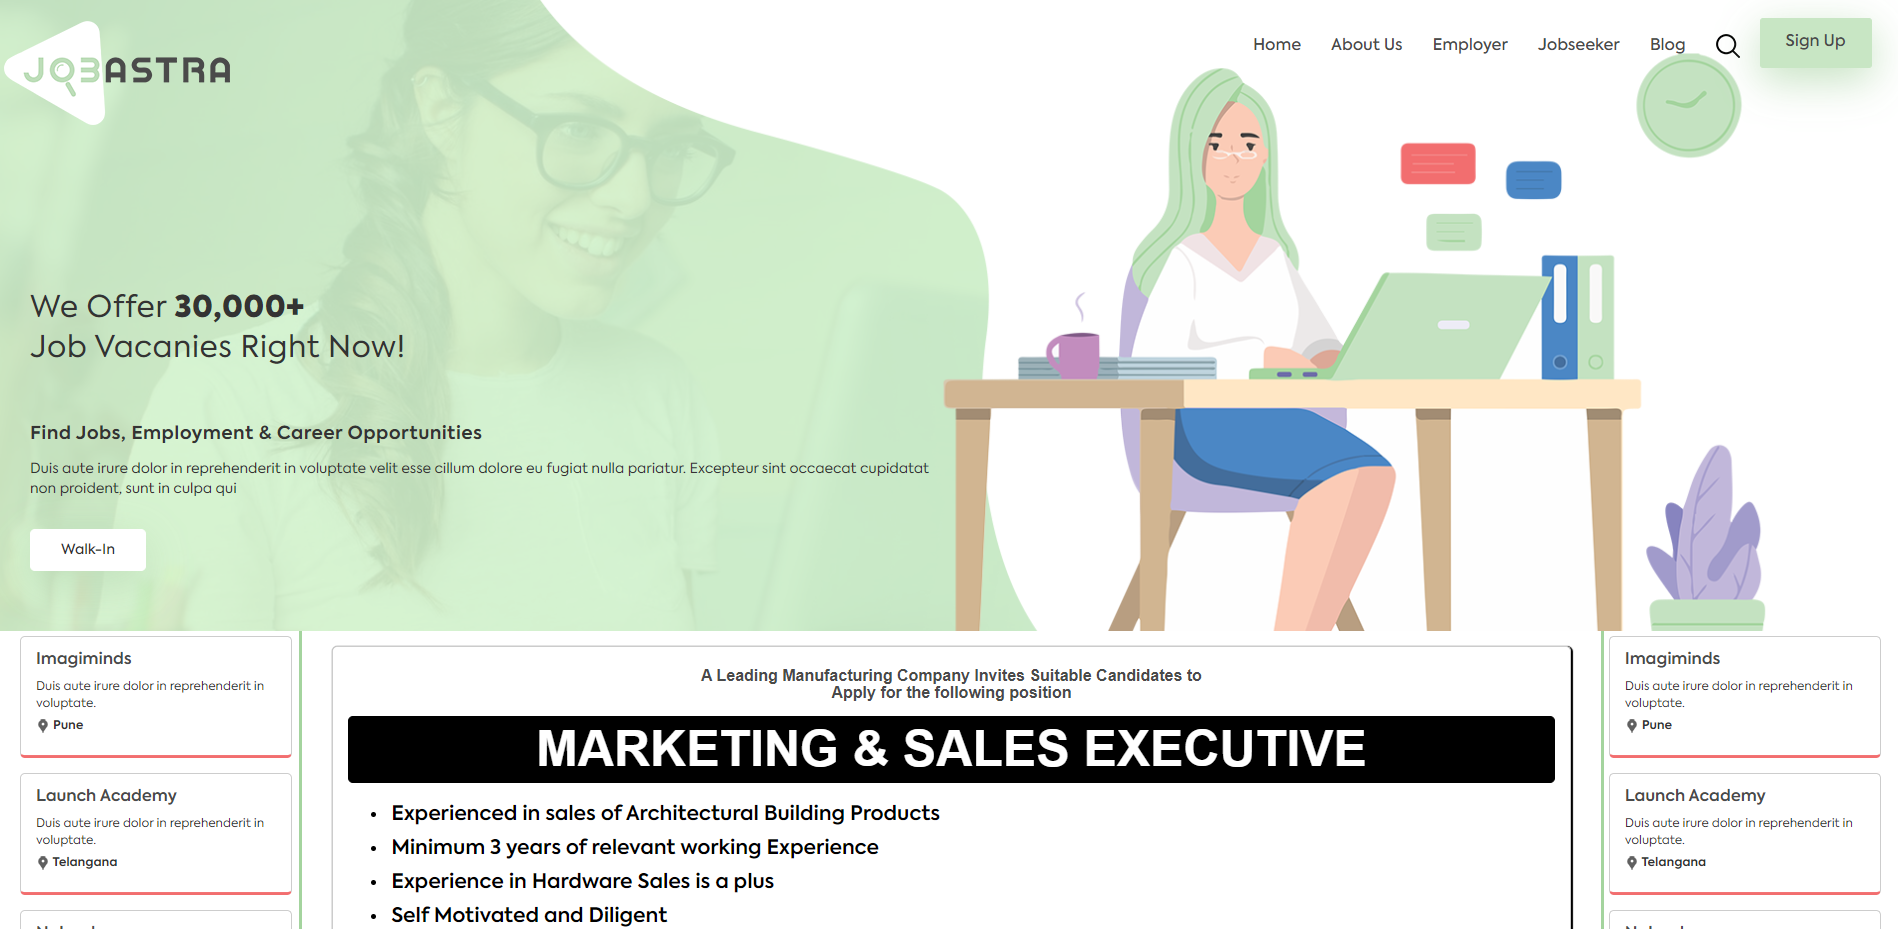 JOBASTRA
Home About Us Employer Jobseeker Blog Sign Up
We Offer 30,000+
Job Vacanies Right Now!
Find Jobs, Employment & Career Opportunities
Duis aute irure dolor in reprehenderit in voluptate velit esse cillum dolore eu fugiat nulla pariatur. Excepteur sint occaecat cupidatat
non proident, sunt in culpa qui
Walk-In
Imagiminds
Duis aute irure dolor in reprehenderit in
voluptate.
Pune
Launch Academy
Duis aute irure dolor in reprehenderit in
voluptate.
Telangana
A Leading Manufacturing Company Invites Suitable Candidates to
Apply for the following position
MARKETING & SALES EXECUTIVE
• Experienced in sales of Architectural Building Products
• Minimum 3 years of relevant working Experience
• Experience in Hardware Sales is a plus
• Self Motivated and Diligent
Imagiminds
Duis aute irure dolor in reprehenderit in
voluptate.
Pune
Launch Academy
Duis aute irure dolor in reprehenderit in
voluptate.
Telangana